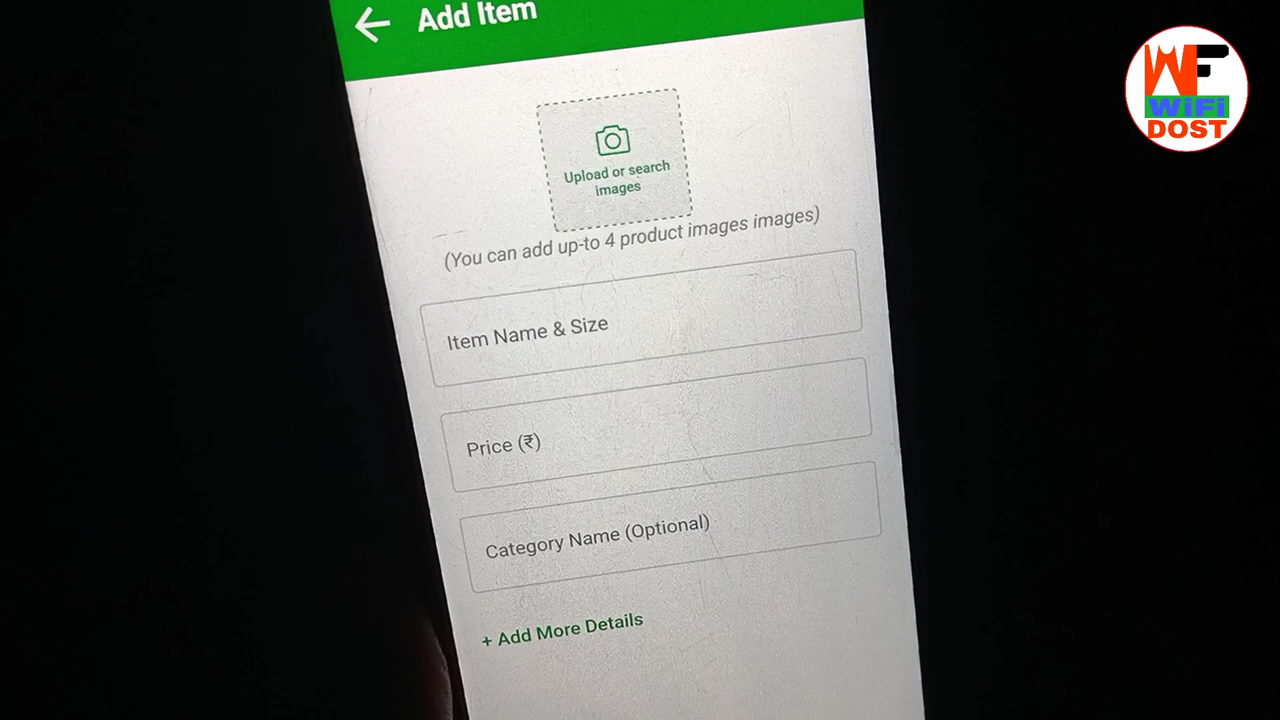 Add Item
Upload or search
images
(You can add up-to 4 product images images)
Item Name & Size
Price (₹)
Category Name (Optional)
+ Add More Details
WF
WiFi
DOST